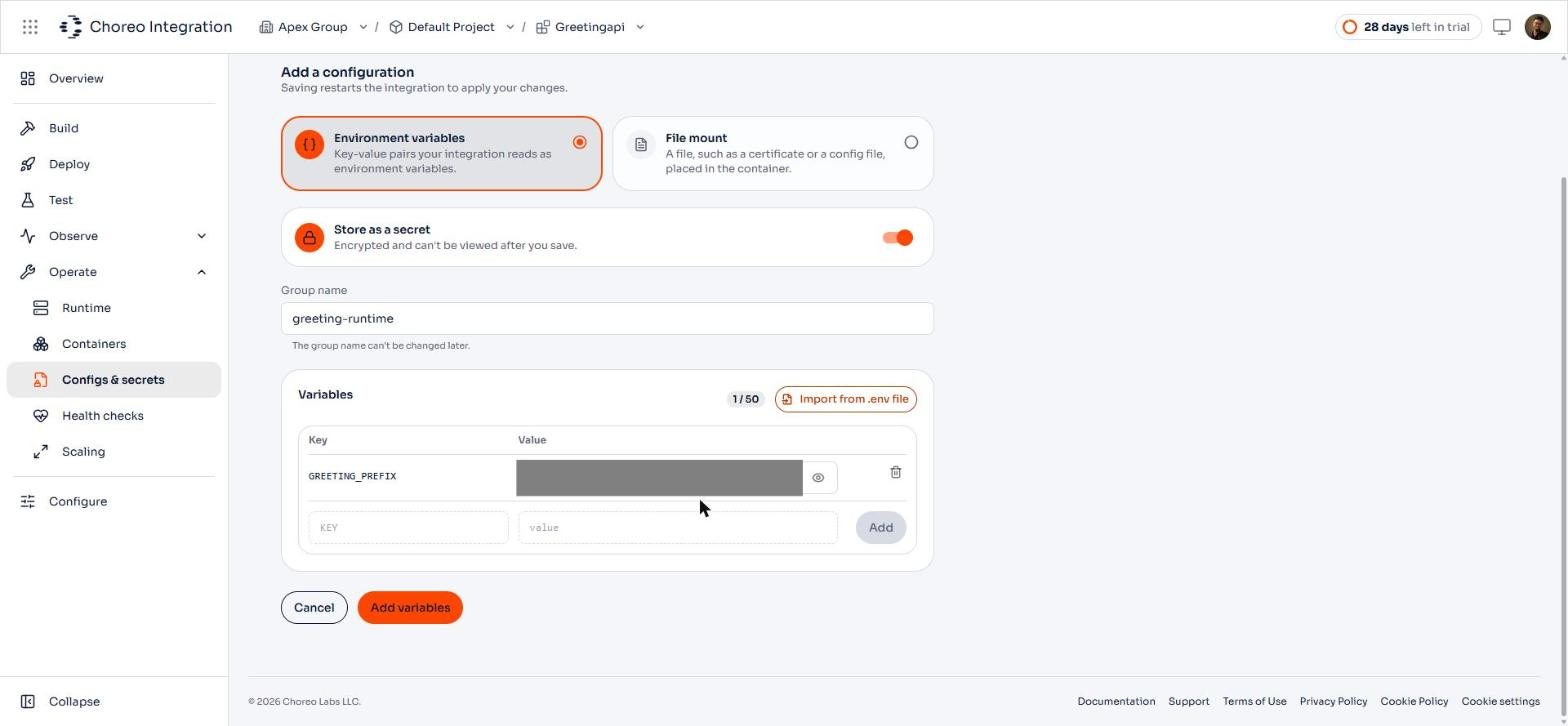 Choreo Integration
Apex Group / Default Project / Greetingapi
28 days left in trial
Overview
Build
Deploy
Test
Observe
Operate
Runtime
Containers
Configs & secrets
Health checks
Scaling
Configure
Collapse
Add a configuration
Saving restarts the integration to apply your changes.
Environment variables
Key-value pairs your integration reads as
environment variables.
File mount
A file, such as a certificate or a config file,
placed in the container.
Store as a secret
Encrypted and can't be viewed after you save.
Group name
greeting-runtime
The group name can't be changed later.
Variables
1 / 50
Import from .env file
Key Value
GREETING_PREFIX
KEY value Add
Cancel Add variables
© 2026 Choreo Labs LLC.
Documentation Support Terms of Use Privacy Policy Cookie Policy Cookie settings